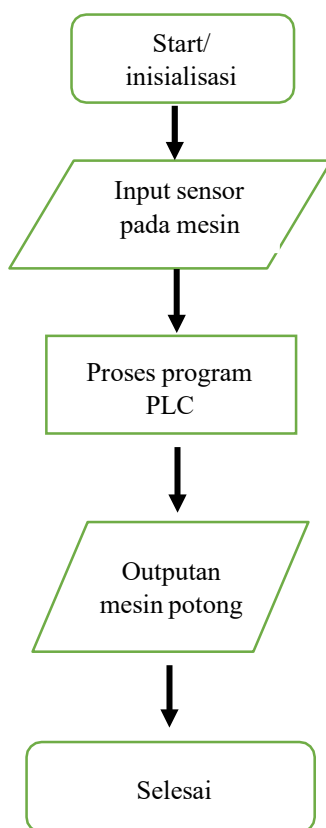 Start/
inisialisasi
Input sensor
pada mesin
Proses program
PLC
Outputan
mesin potong
Selesai